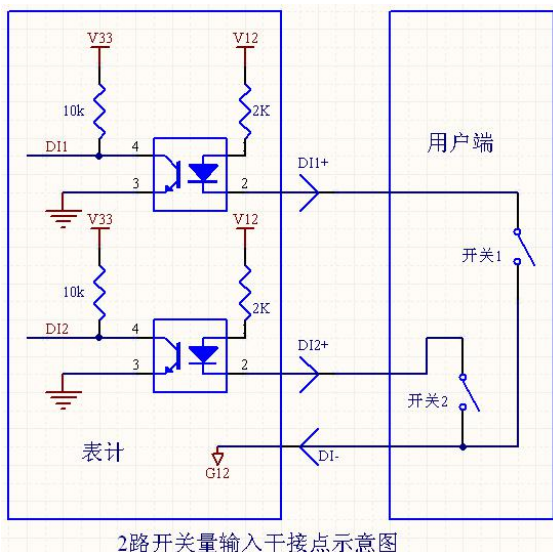 V33
V12
10k
2K
DI1
4
1
3
2
DI1+
用户端
开关1
V33
V12
10k
2K
DI2
4
1
3
2
DI2+
开关2
表计
G12
DI-
2路开关量输入干接点示意图